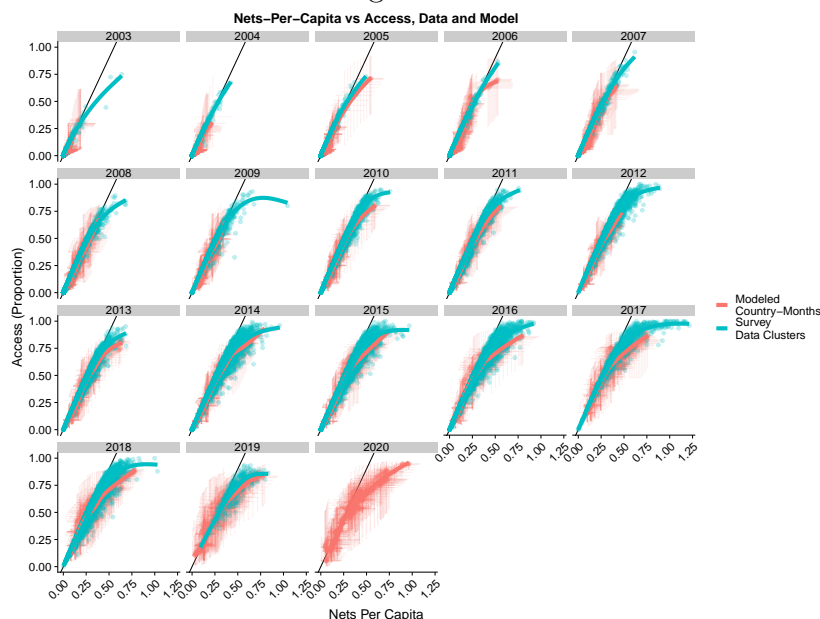 Nets−Per−Capita vs Access, Data and Model
2003 2004 2005 2006 2007
1.00
0.75
0.50
0.25
0.00
2008 2009 2010 2011 2012
1.00
0.75
0.50
0.25
0.00
2013 2014 2015 2016 2017
1.00
0.75
0.50
0.25
0.00
0.00 0.25 0.50 0.75 1.00 1.25 0.00 0.25 0.50 0.75 1.00 1.25
2018 2019 2020
1.00
0.75
0.50
0.25
0.00
0.00 0.25 0.50 0.75 1.00 1.25 0.00 0.25 0.50 0.75 1.00 1.25 0.00 0.25 0.50 0.75 1.00 1.25
Nets Per Capita
Access (Proportion)
Modeled
Country−Months
Survey
Data Clusters